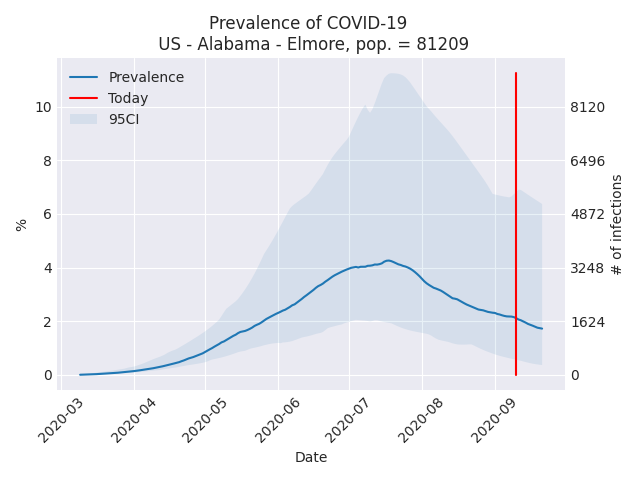 Prevalence of COVID-19
US - Alabama - Elmore, pop. = 81209
Prevalence
Today
95CI
10
8
6
4
2
0
%
8120
6496
4872
3248
1624
0
# of infections
2020-03
2020-04
2020-05
2020-06
2020-07
2020-08
2020-09
Date